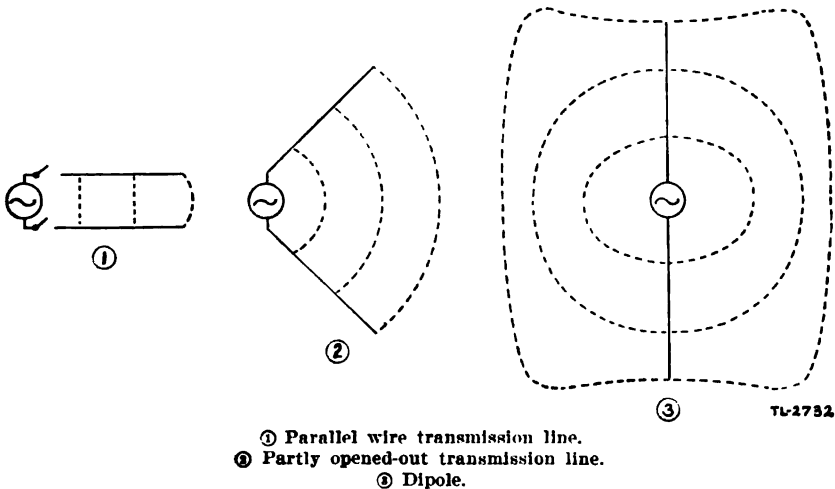 ①
②
③
TL-2732
① Parallel wire transmission line.
② Partly opened-out transmission line.
③ Dipole.